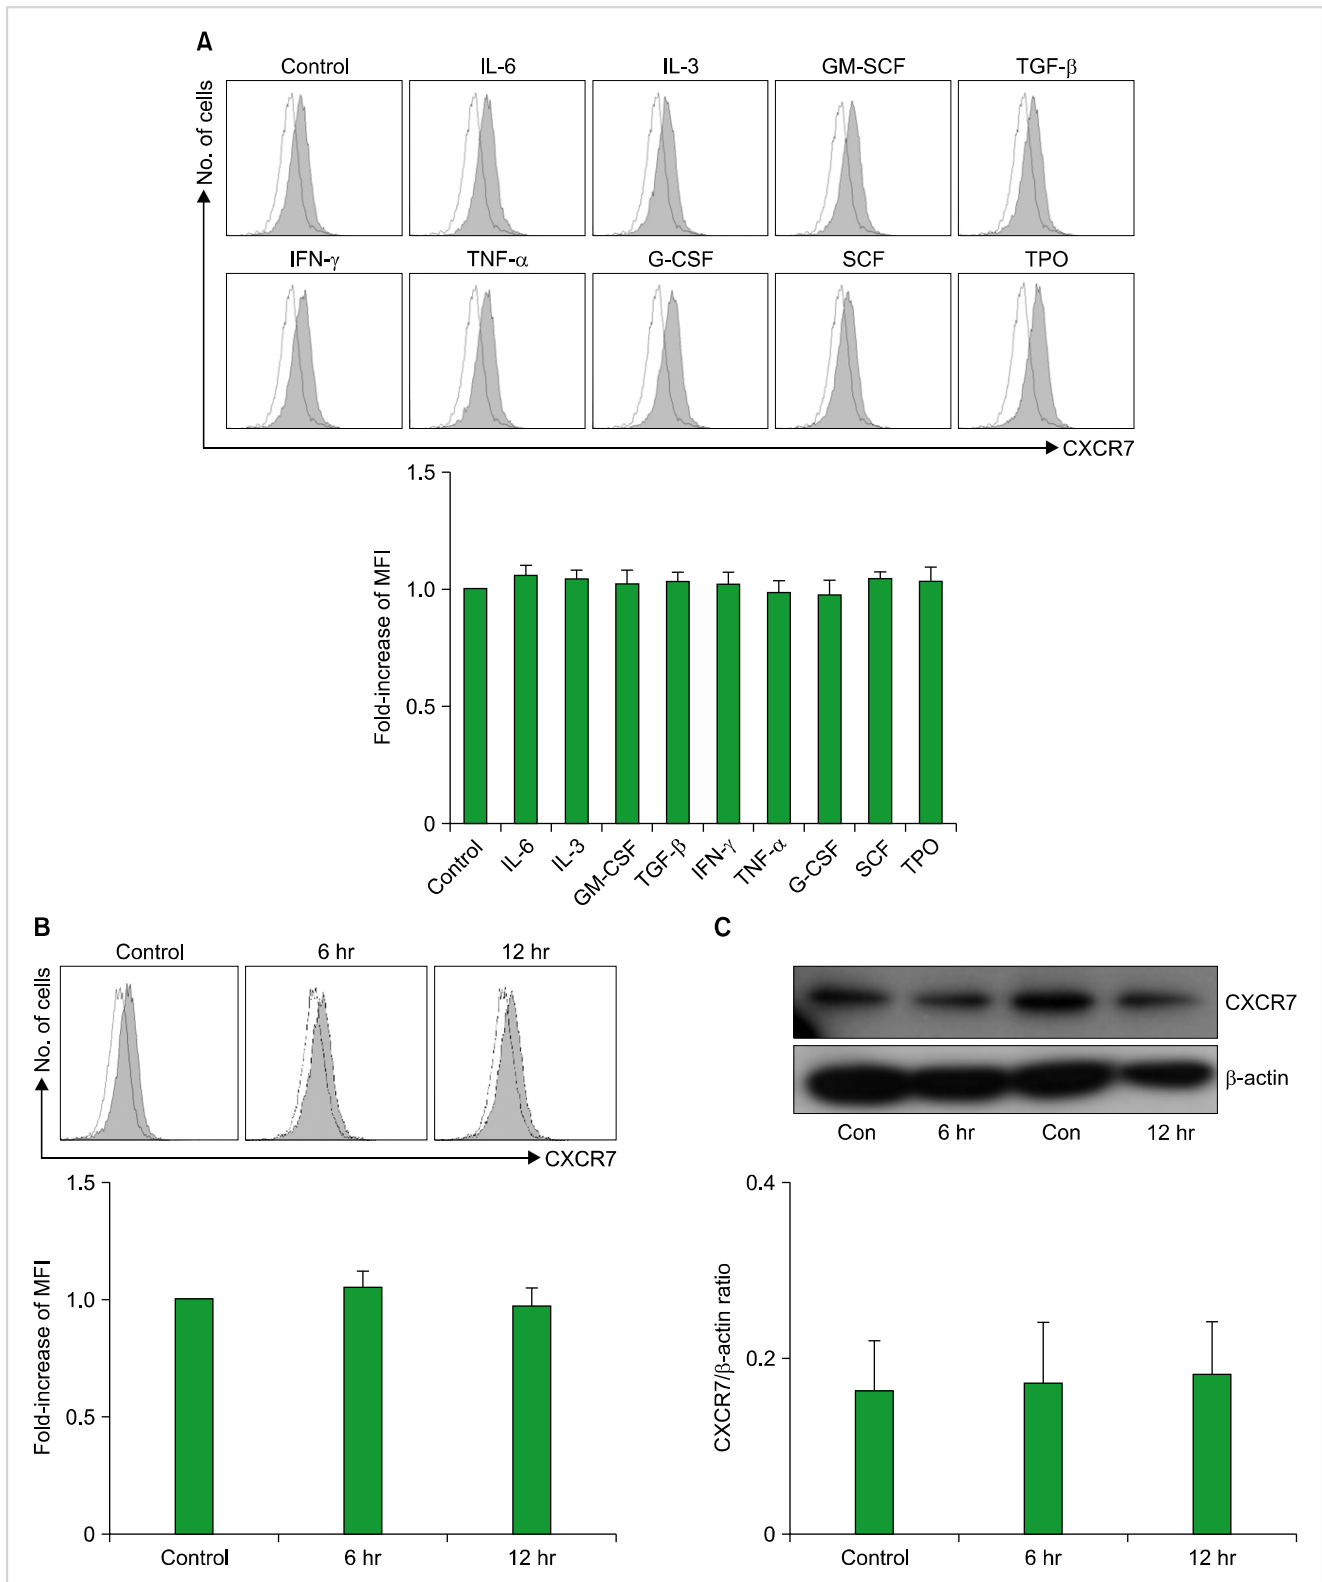 A
Control IL-6 IL-3 GM-SCF TGF-β
No. of cells
IFN-γ TNF-α G-CSF SCF TPO
CXCR7
1.5
1.0
0.5
0
Fold-increase of MFI
Control IL-6 IL-3 GM-CSF TGF-β IFN-γ TNF-α G-CSF SCF TPO
B
Control 6 hr 12 hr
No. of cells
CXCR7
1.5
1.0
0.5
0
Fold-increase of MFI
Control 6 hr 12 hr
C
CXCR7
β-actin
Con 6 hr Con 12 hr
0.4
0.2
0
CXCR7/β-actin ratio
Control 6 hr 12 hr